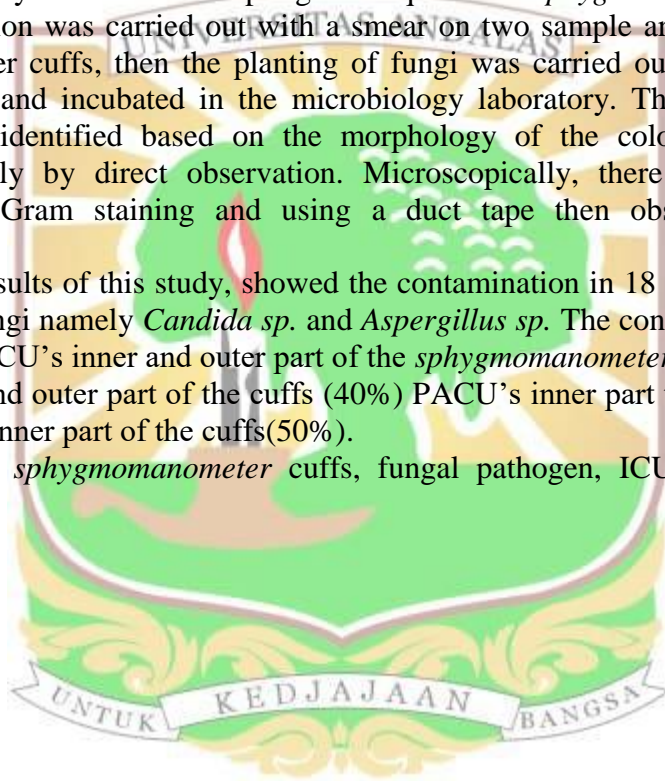 ion was carried out with a smear on two sample ar
UNIVERSITAS ANDALAS
er cuffs, then the planting of fungi was carried ou
and incubated in the microbiology laboratory. Th
identified based on the morphology of the colo
ly by direct observation. Microscopically, there
Gram staining and using a duct tape then obs
sults of this study, showed the contamination in 18
ngi namely Candida sp. and Aspergillus sp. The con
CU's inner and outer part of the sphygmomanometer
nd outer part of the cuffs (40%) PACU's inner part
nner part of the cuffs(50%).
sphygmomanometer cuffs, fungal pathogen, ICU
UNTUK KEDJAJAAN BANGSA